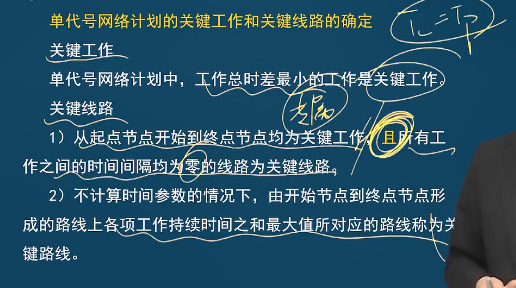 单代号网络计划的关键工作和关键线路的确定
Tc=Tp
关键工作
单代号网络计划中，工作总时差最小的工作是关键工作。
关键线路
专属
1）从起点节点开始到终点节点均为关键工作，且所有工
作之间的时间间隔均为零的线路为关键线路。
2）不计算时间参数的情况下，由开始节点到终点节点形
成的路线上各项工作持续时间之和最大值所对应的路线称为关
键路线。